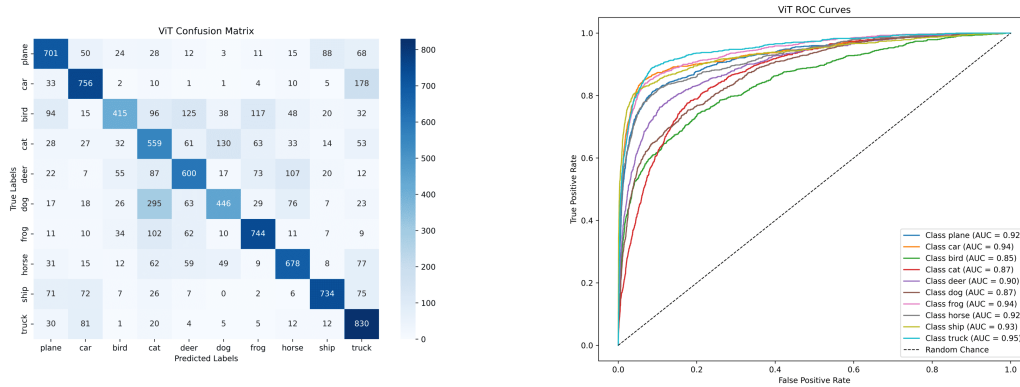 ViT Confusion Matrix
plane 701 50 24 28 12 3 11 15 88 68
car 33 756 2 10 1 1 4 10 5 178
bird 94 15 415 96 125 38 117 48 20 32
cat 28 27 32 559 61 130 63 33 14 53
deer 22 7 55 87 600 17 73 107 20 12
dog 17 18 26 295 63 446 29 76 7 23
frog 11 10 34 102 62 10 744 11 7 9
horse 31 15 12 62 59 49 9 678 8 77
ship 71 72 7 26 7 0 2 6 734 75
truck 30 81 1 20 4 5 5 12 12 830
plane car bird cat deer dog frog horse ship truck
Predicted Labels
True Labels
800
700
600
500
400
300
200
100
0
ViT ROC Curves
True Positive Rate
1.0
0.8
0.6
0.4
0.2
0.0
0.0 0.2 0.4 0.6 0.8 1.0
False Positive Rate
Class plane (AUC = 0.92)
Class car (AUC = 0.94)
Class bird (AUC = 0.85)
Class cat (AUC = 0.87)
Class deer (AUC = 0.90)
Class dog (AUC = 0.87)
Class frog (AUC = 0.94)
Class horse (AUC = 0.92)
Class ship (AUC = 0.93)
Class truck (AUC = 0.95)
Random Chance